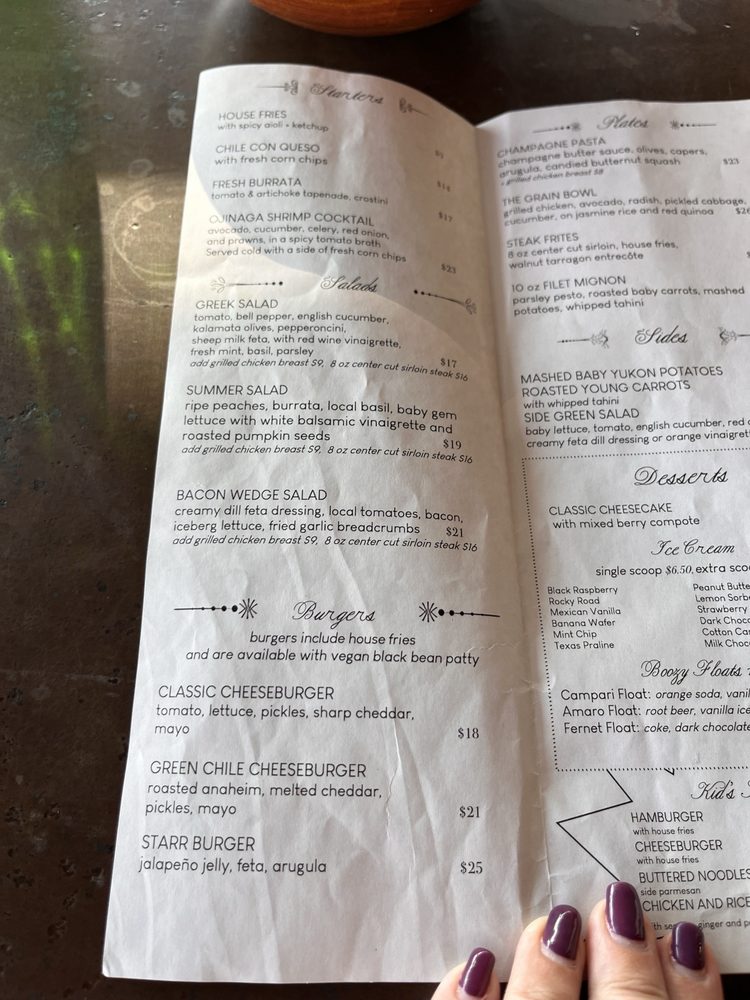 Starters
HOUSE FRIES
with spicy aioli + ketchup
CHILE CON QUESO
with fresh corn chips
FRESH BURRATA
$14
tomato & artichoke tapenade, crostini
OJINAGA SHRIMP COCKTAIL
$17
avocado, cucumber, celery, red onion,
and prawns, in a spicy tomato broth
Served cold with a side of fresh corn chips
$23
Salads
GREEK SALAD
tomato, bell pepper, english cucumber,
kalamata olives, pepperoncini,
sheep milk feta, with red wine vinaigrette,
fresh mint, basil, parsley
$17
add grilled chicken breast $9, 8 oz center cut sirloin steak $16
SUMMER SALAD
ripe peaches, burrata, local basil, baby gem
lettuce with white balsamic vinaigrette and
roasted pumpkin seeds
$19
add grilled chicken breast $9, 8 oz center cut sirloin steak $16
BACON WEDGE SALAD
creamy dill feta dressing, local tomatoes, bacon,
iceberg lettuce, fried garlic breadcrumbs $21
add grilled chicken breast $9, 8 oz center cut sirloin steak $16
Burgers
burgers include house fries
and are available with vegan black bean patty
CLASSIC CHEESEBURGER
tomato, lettuce, pickles, sharp cheddar,
mayo $18
GREEN CHILE CHEESEBURGER
roasted anaheim, melted cheddar,
pickles, mayo $21
STARR BURGER
jalapeño jelly, feta, arugula $25
Plates
CHAMPAGNE PASTA
champagne butter sauce, olives, capers,
arugula, candied butternut squash $23
+ grilled chicken breast $8
THE GRAIN BOWL
grilled chicken, avocado, radish, pickled cabbage,
cucumber, on jasmine rice and red quinoa
STEAK FRITES
8 oz center cut sirloin, house fries,
walnut tarragon entrecôte
10 oz FILET MIGNON
parsley pesto, roasted baby carrots, mashed
potatoes, whipped tahini
Sides
MASHED BABY YUKON POTATOES
ROASTED YOUNG CARROTS
with whipped tahini
SIDE GREEN SALAD
baby lettuce, tomato, english cucumber, red
creamy feta dill dressing or orange
Desserts
CLASSIC CHEESECAKE
with mixed berry compote
Ice Cream
single scoop $6.50, extra
Black Raspberry
Rocky Road
Mexican Vanilla
Banana Wafer
Mint Chip
Texas Praline
Peanut
Lemon
Strawberry
Dark
Cotton
Milk
Boozy Floats
Campari Float: orange soda,
Amaro Float: root beer, vanilla
Fernet Float: coke, dark chocolate
Kid's
HAMBURGER
with house fries
CHEESEBURGER
with house fries
BUTTERED NOODLES
side parmesan
CHICKEN AND RICE
ginger and